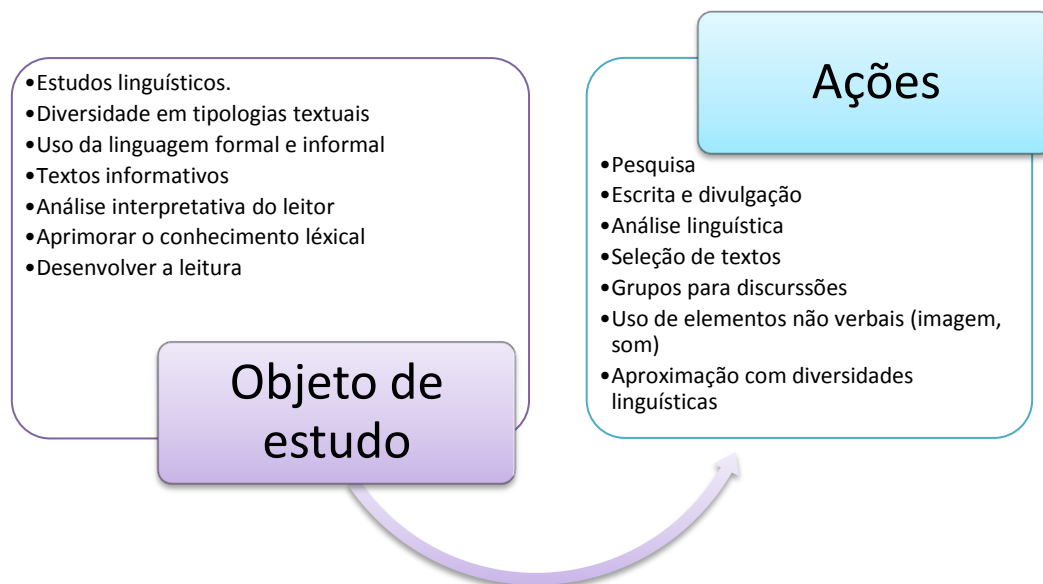 •Estudos linguísticos.
•Diversidade em tipologias textuais
•Uso da linguagem formal e informal
•Textos informativos
•Análise interpretativa do leitor
•Aprimorar o conhecimento léxical
•Desenvolver a leitura
Objeto de
estudo
Ações
•Pesquisa
•Escrita e divulgação
•Análise linguística
•Seleção de textos
•Grupos para discurssões
•Uso de elementos não verbais (imagem,
som)
•Aproximação com diversidades
linguísticas